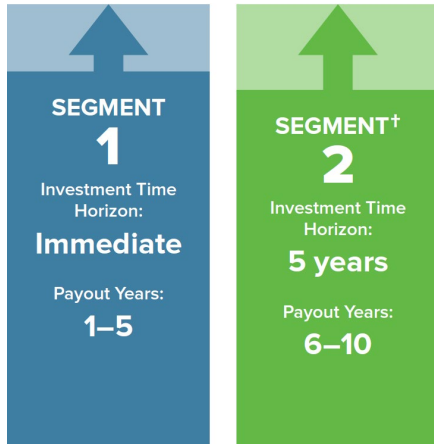 SEGMENT
1
Investment Time
Horizon:
Immediate
Payout Years:
1–5
SEGMENT†
2
Investment Time
Horizon:
5 years
Payout Years:
6–10